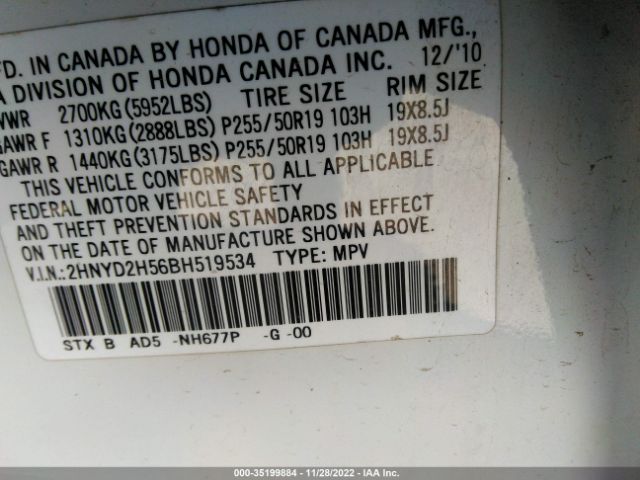 FD. IN CANADA BY HONDA OF CANADA MFG.,
A DIVISION OF HONDA CANADA INC. 12/'10
VWR 2700KG(5952LBS) TIRE SIZE RIM SIZE
GAWR F 1310KG(2888LBS) P255/50R19 103H 19X8.5J
GAWR R 1440KG(3175LBS) P255/50R19 103H 19X8.5J
THIS VEHICLE CONFORMS TO ALL APPLICABLE
FEDERAL MOTOR VEHICLE SAFETY
AND THEFT PREVENTION STANDARDS IN EFFECT
ON THE DATE OF MANUFACTURE SHOWN ABOVE.
V.I.N.:2HNYD2H56BH519534 TYPE: MPV
STX B AD5 -NH677P -G -00
000-35199884 - 11/28/2022 - IAA Inc.